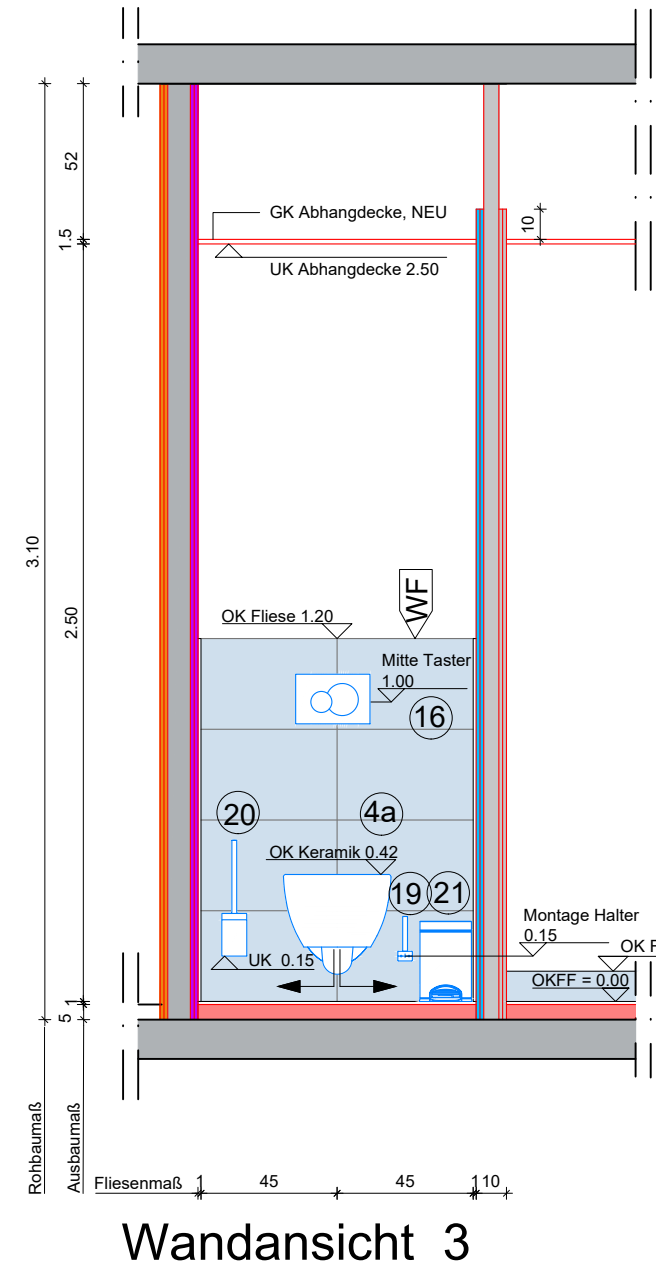 GK Abhangdecke, NEU
UK Abhangdecke 2.50
52
1.5
10
3.10
2.50
WF
OK Fliese 1.20
Mitte Taster
1.00
16
20
4a
OK Keramik 0.42
19
21
Montage Halter
0.15
OK F
UK 0.15
OKFF = 0.00
1
5
Rohbaumaß
Ausbaumaß
Fliesenmaß 1 45 45 1 10
Wandansicht 3